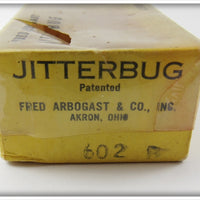 JITTERBUG
Patented
FRED ARBOGAST & CO., INC.
AKRON, OHIO
602